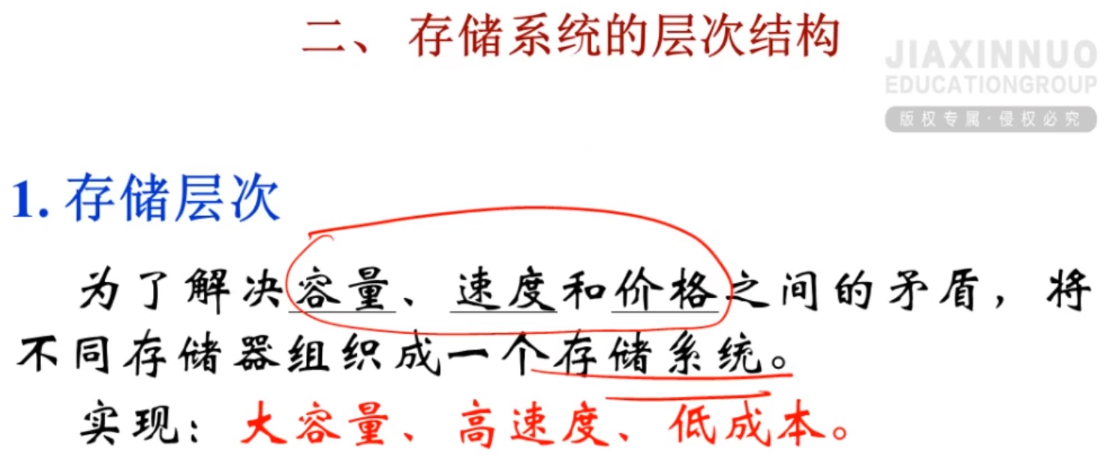 二、 存储系统的层次结构
JIAXINNUO
EDUCATIONGROUP
版权专属·侵权必究
1. 存储层次
为了解决容量、速度和价格之间的矛盾，将
不同存储器组织成一个存储系统。
实现：大容量、高速度、低成本。